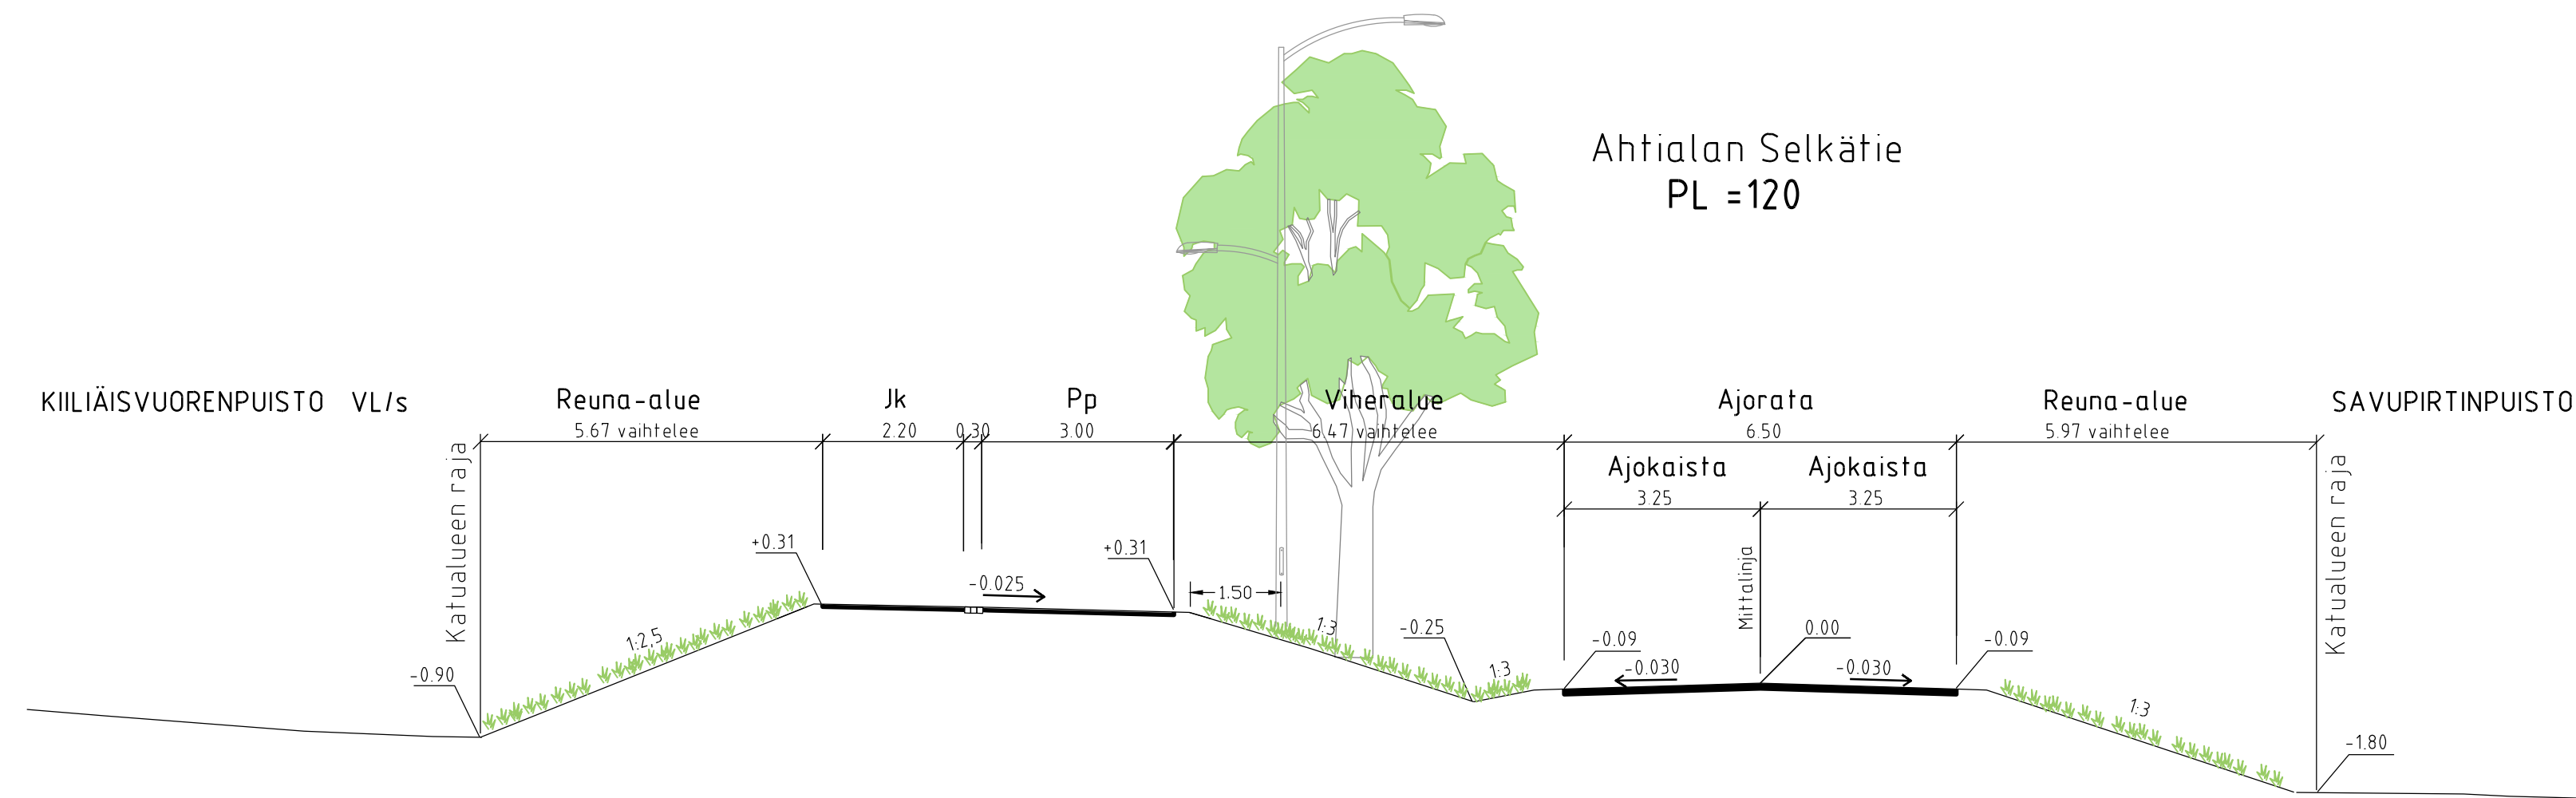 Ahtialan Selkätie
PL =120
KIILIÄISVUORENPUISTO VL/s
Reuna-alue
5.67 vaihtelee
Jk
2.20
0.30
Pp
3.00
Viheralue
6.47 vaihtelee
Ajorata
6.50
Reuna-alue
5.97 vaihtelee
SAVUPIRTINPUISTO
Ajokaista
3.25
Ajokaista
3.25
Katualueen raja
Katualueen raja
Mittalinja
+0.31
+0.31
-0.025
1.50
1:2,5
1:3
-0.25
1:3
-0.09
0.00
-0.09
-0.030
-0.030
-0.90
1:3
-1.80